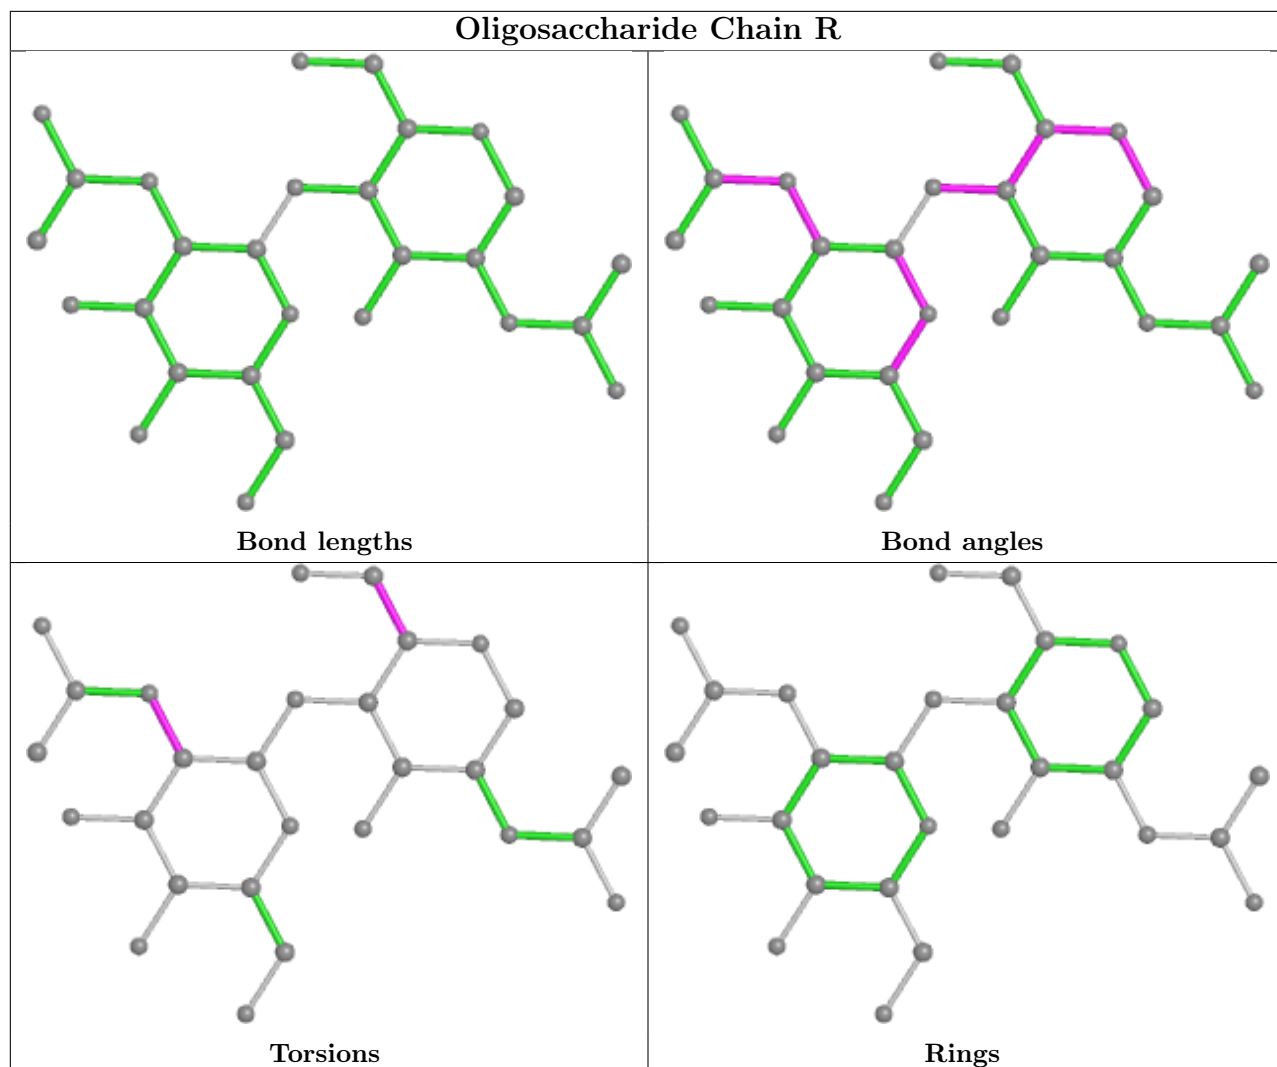 Oligosaccharide Chain R
Bond lengths
Bond angles
Torsions
Rings